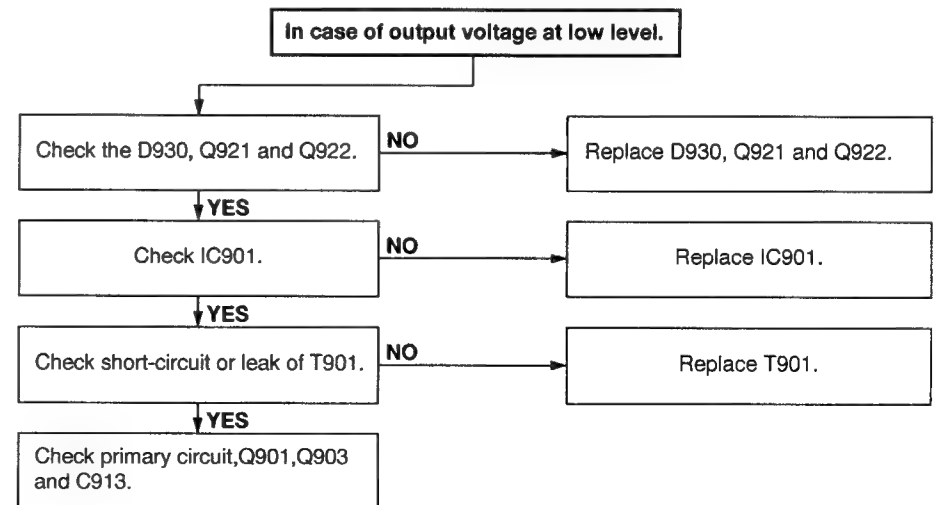 In case of output voltage at low level.
Check the D930, Q921 and Q922.
NO
Replace D930, Q921 and Q922.
YES
Check IC901.
NO
Replace IC901.
YES
Check short-circuit or leak of T901.
NO
Replace T901.
YES
Check primary circuit,Q901,Q903
and C913.